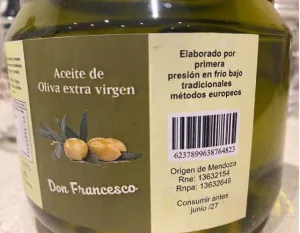 Aceite de
Oliva extra virgen
Don Francesco
Elaborado por
primera
presión en frío bajo
tradicionales
métodos europeos
6237899638764823
Origen de Mendoza
Rne: 13632154
Rnpa: 13632649
Consumir antes
juniu /27